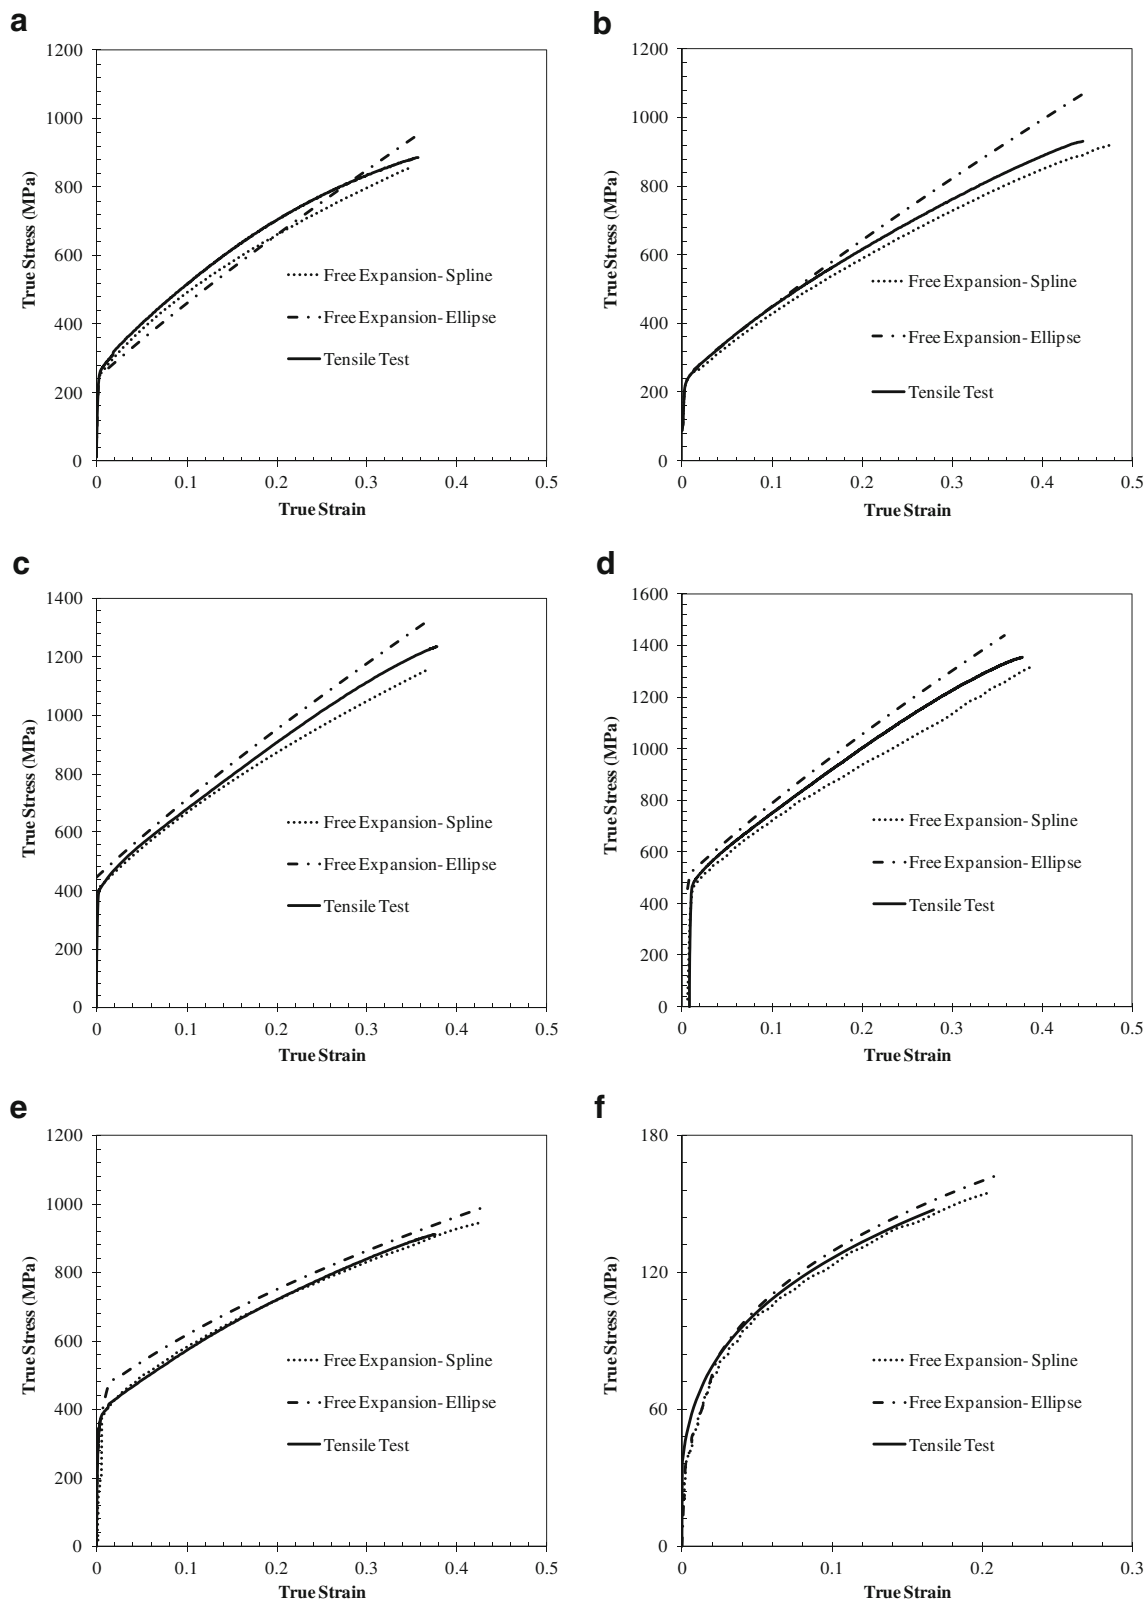 a
1200
1000
800
600
400
200
0
0 0.1 0.2 0.3 0.4 0.5
True Stress (MPa)
True Strain
Free Expansion- Spline
Free Expansion-Ellipse
Tensile Test
b
1200
1000
800
600
400
200
0
0 0.1 0.2 0.3 0.4 0.5
True Stress (MPa)
True Strain
Free Expansion- Spline
Free Expansion- Ellipse
Tensile Test
c
1400
1200
1000
800
600
400
200
0
0 0.1 0.2 0.3 0.4 0.5
True Stress (MPa)
True Strain
Free Expansion- Spline
Free Expansion- Ellipse
Tensile Test
d
1600
1400
1200
1000
800
600
400
200
0
0 0.1 0.2 0.3 0.4 0.5
True Stress (MPa)
True Strain
Free Expansion- Spline
Free Expansion- Ellipse
Tensile Test
e
1200
1000
800
600
400
200
0
0 0.1 0.2 0.3 0.4 0.5
True Stress (MPa)
True Strain
Free Expansion- Spline
Free Expansion- Ellipse
Tensile Test
f
180
120
60
0
0 0.1 0.2 0.3
True Stress (MPa)
True Strain
Free Expansion- Spline
Free Expansion- Ellipse
Tensile Test